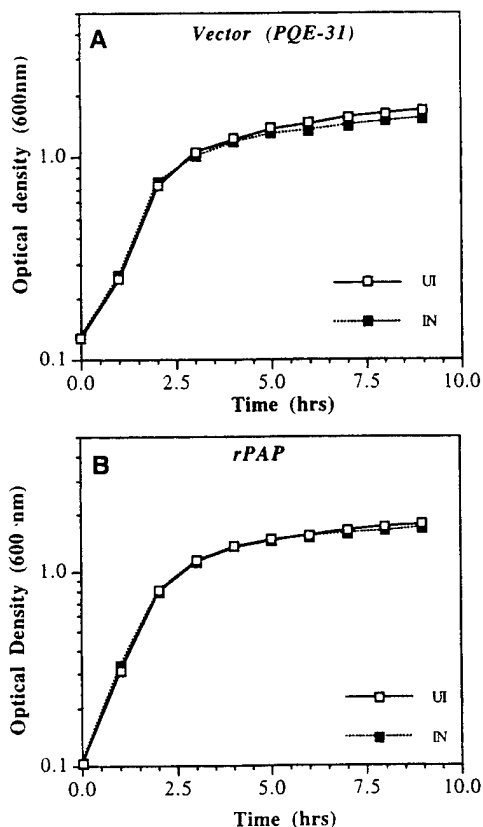 A
Vector (PQE-31)
Optical density (600nm)
1.0
0.1
UI
IN
0.0
2.5
5.0
7.5
10.0
Time (hrs)
B
rPAP
Optical Density (600 nm)
1.0
0.1
UI
IN
0.0
2.5
5.0
7.5
10.0
Time (hrs)